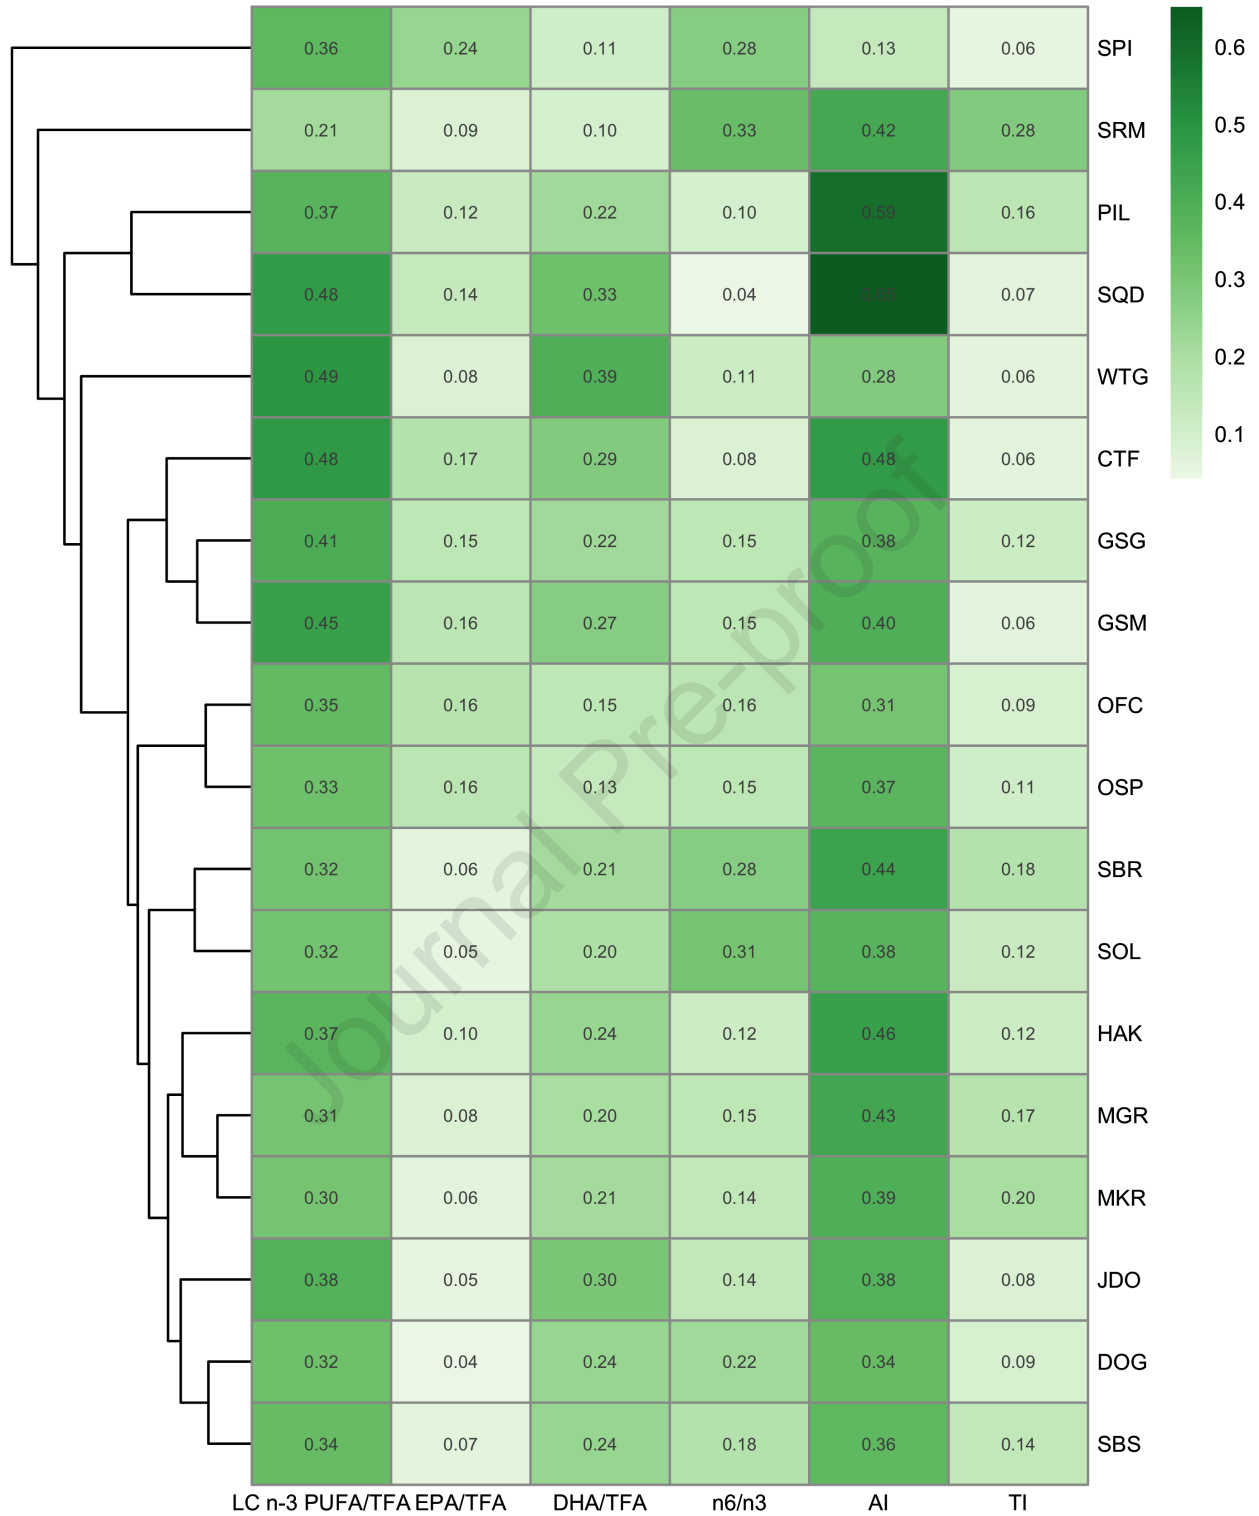 0.36 0.24 0.11 0.28 0.13 0.06 SPI
0.6
0.21 0.09 0.10 0.33 0.42 0.28 SRM
0.5
0.37 0.12 0.22 0.10 0.59 0.16 PIL
0.4
0.48 0.14 0.33 0.04 0.07 SQD
0.3
0.49 0.08 0.39 0.11 0.28 0.06 WTG
0.2
0.48 0.17 0.29 0.08 0.48 0.06 CTF
0.1
0.41 0.15 0.22 0.15 0.38 0.12 GSG
0.45 0.16 0.27 0.15 0.40 0.06 GSM
0.35 0.16 0.15 0.16 0.31 0.09 OFC
0.33 0.16 0.13 0.15 0.37 0.11 OSP
0.32 0.06 0.21 0.28 0.44 0.18 SBR
0.32 0.05 0.20 0.31 0.38 0.12 SOL
0.37 0.10 0.24 0.12 0.46 0.12 HAK
0.31 0.08 0.20 0.15 0.43 0.17 MGR
0.30 0.06 0.21 0.14 0.39 0.20 MKR
0.38 0.05 0.30 0.14 0.38 0.08 JDO
0.32 0.04 0.24 0.22 0.34 0.09 DOG
0.34 0.07 0.24 0.18 0.36 0.14 SBS
LC n-3 PUFA/TFA EPA/TFA DHA/TFA n6/n3 AI TI
Journal Pre-proof